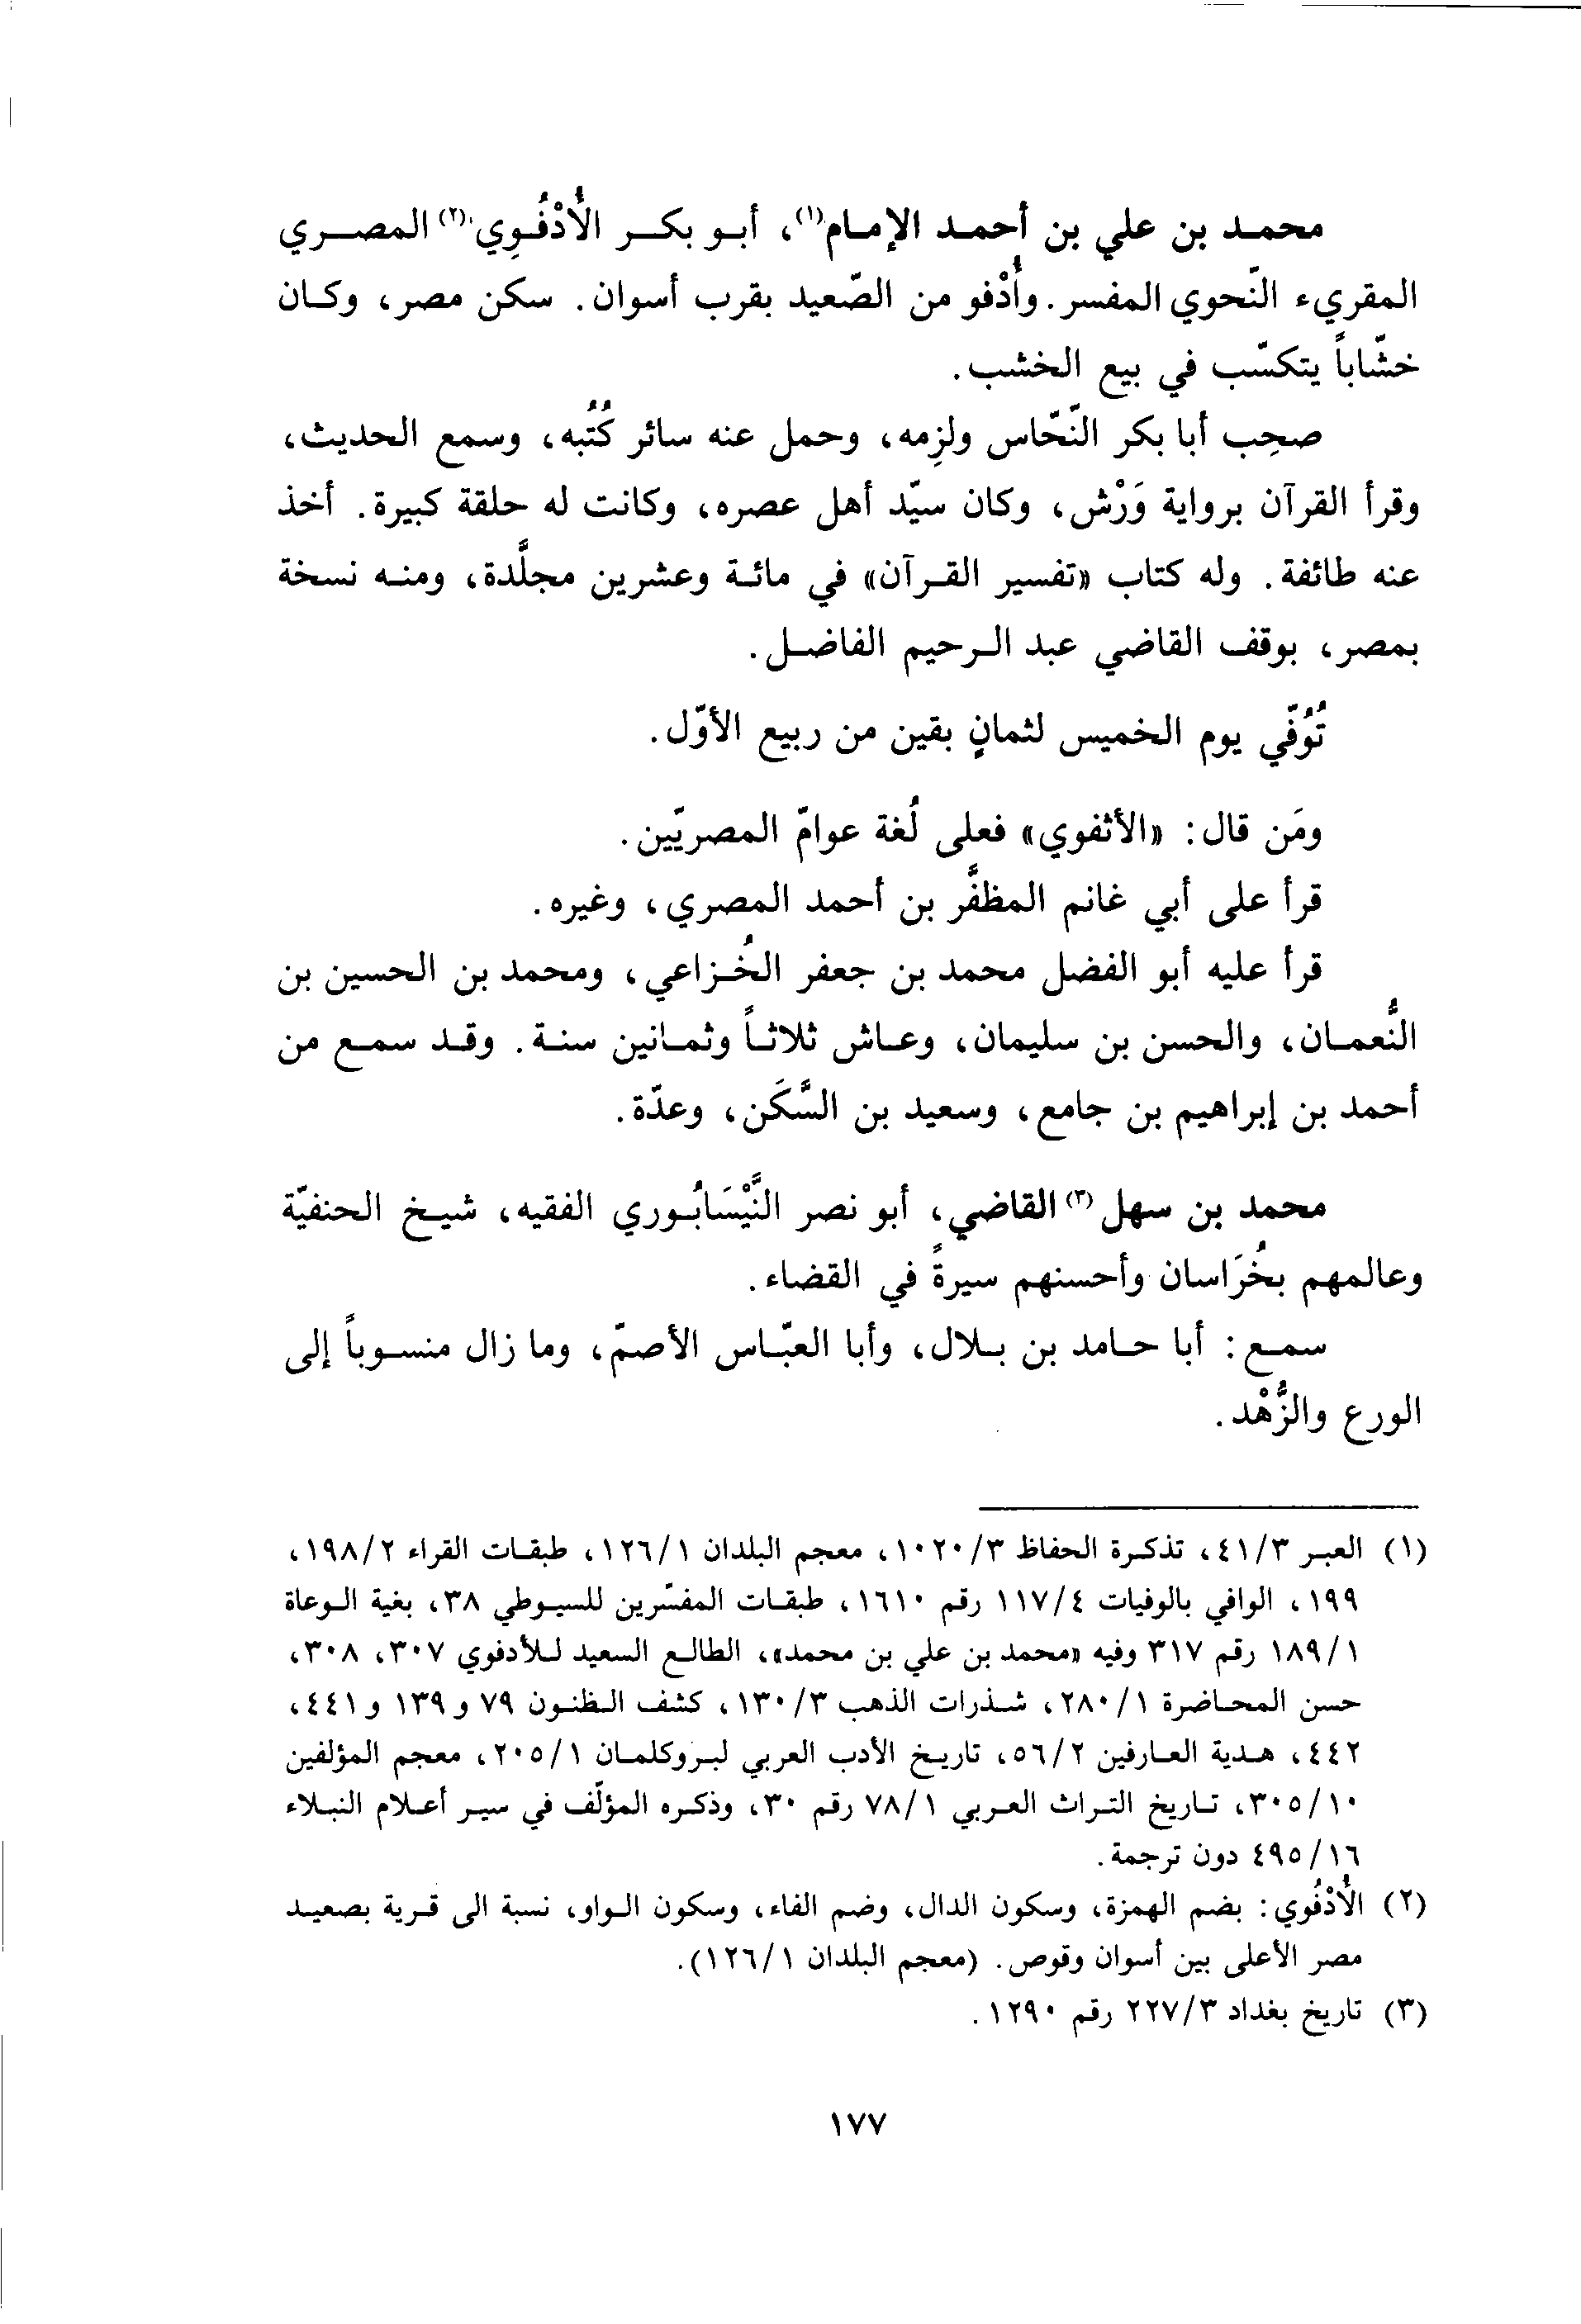 محمد بن علي بن أحمد الإمام(١)، أبو بكر الأُدْفُوِي(٢) المصري
المقريء النّحوي المفسر. وأُدْفو من الصّعيد بقرب أسوان. سكن مصر، وكان
خشّاباً يتكسّب في بيع الخشب.
صحِب أبا بكر النّحّاس ولزِمه، وحمل عنه سائر كُتُبه، وسمع الحديث،
وقرأ القرآن برواية وَرْش، وكان سيّد أهل عصره، وكانت له حلقة كبيرة. أخذ
عنه طائفة. وله كتاب «تفسير القرآن» في مائة وعشرين مجلَّدة، ومنه نسخة
بمصر، بوقف القاضي عبد الرحيم الفاضل.
تُوُفّي يوم الخميس لثمانٍ بقين من ربيع الأوّل.
ومَن قال: «الأثفوي» فعلى لُغة عوامّ المصريّين.
قرأ على أبي غانم المظفَّر بن أحمد المصري، وغيره.
قرأ عليه أبو الفضل محمد بن جعفر الخُزاعي، ومحمد بن الحسين بن
النُّعمان، والحسن بن سليمان، وعاش ثلاثاً وثمانين سنة. وقد سمع من
أحمد بن إبراهيم بن جامع، وسعيد بن السَّكَن، وعدّة.
محمد بن سهل(٣) القاضي، أبو نصر النَّيْسَابُوري الفقيه، شيخ الحنفيّة
وعالمهم بخُرَاسان وأحسنهم سيرةً في القضاء.
سمع: أبا حامد بن بلال، وأبا العبّاس الأصمّ، وما زال منسوباً إلى
الورع والزُّهْد.
(١) العبر ٤١/٣، تذكرة الحفاظ ١٠٢٠/٣، معجم البلدان ١٢٦/١، طبقات القراء ١٩٨/٢،
١٩٩، الوافي بالوفيات ١١٧/٤ رقم ١٦١٠، طبقات المفسّرين للسيوطي ٣٨، بغية الوعاة
١٨٩/١ رقم ٣١٧ وفيه «محمد بن علي بن محمد»، الطالع السعيد للأدفوي ٣٠٧، ٣٠٨،
حسن المحاضرة ٢٨٠/١، شذرات الذهب ١٣٠/٣، كشف الظنون ٧٩ و ١٣٩ و ٤٤١،
٤٤٢، هدية العارفين ٥٦/٢، تاريخ الأدب العربي لبروكلمان ٢٠٥/١، معجم المؤلفين
٣٠٥/١٠، تاريخ التراث العربي ٧٨/١ رقم ٣٠، وذكره المؤلّف في سير أعلام النبلاء
٤٩٥/١٦ دون ترجمة.
(٢) الأُدْفُوي: بضم الهمزة، وسكون الدال، وضم الفاء، وسكون الواو، نسبة الى قرية بصعيد
مصر الأعلى بين أسوان وقوص. (معجم البلدان ١٢٦/١).
(٣) تاريخ بغداد ٢٢٧/٣ رقم ١٢٩٠.
١٧٧